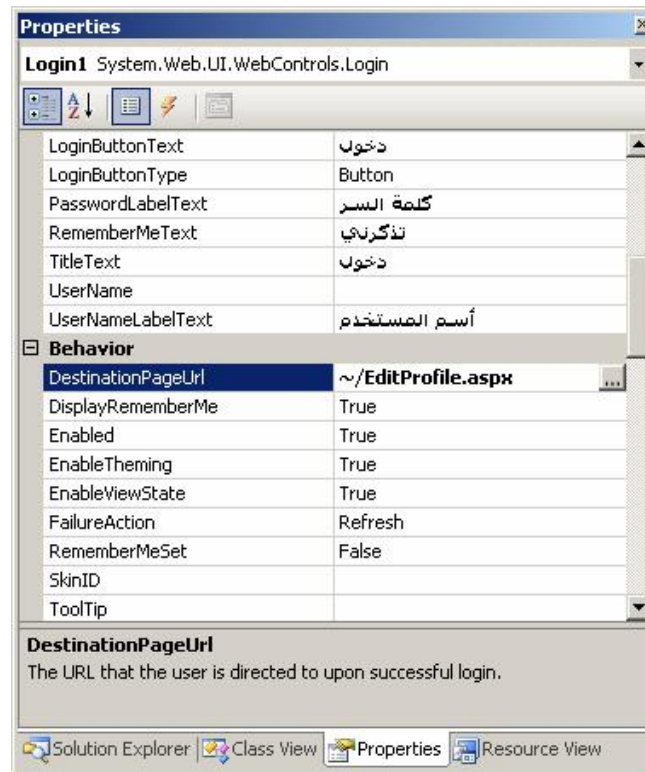 Properties
Login1 System.Web.UI.WebControls.Login
LoginButtonText دخول
LoginButtonType Button
PasswordLabelText كلمة السر
RememberMeText تذكرني
TitleText دخول
UserName
UserNameLabelText أسم المستخدم
Behavior
DestinationPageUrl ~/EditProfile.aspx ...
DisplayRememberMe True
Enabled True
EnableTheming True
EnableViewState True
FailureAction Refresh
RememberMeSet False
SkinID
ToolTip
DestinationPageUrl
The URL that the user is directed to upon successful login.
Solution Explorer Class View Properties Resource View